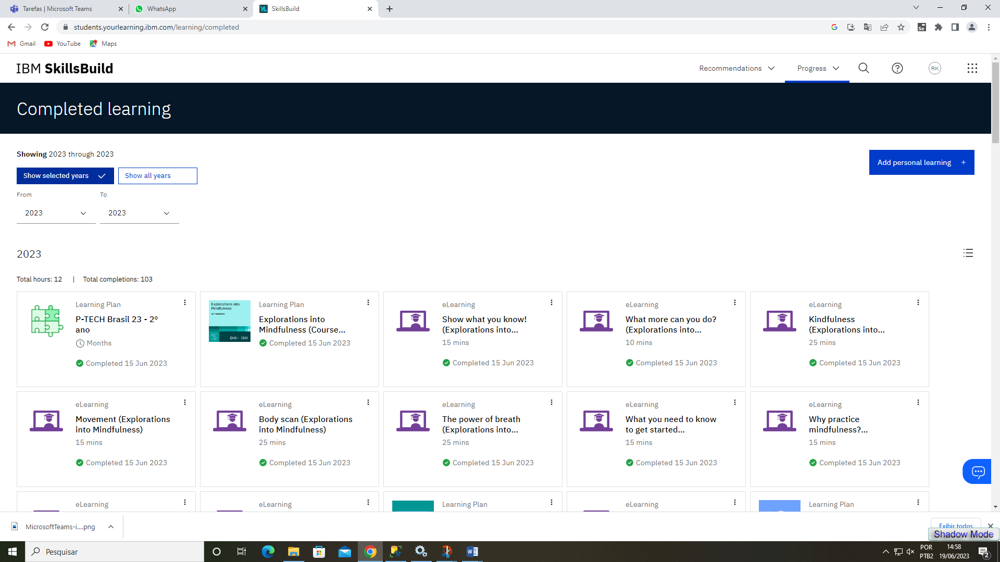 Tarefas | Microsoft Teams
WhatsApp
SkillsBuild
students.yourlearning.ibm.com/learning/completed
Gmail
YouTube
Maps
IBM SkillsBuild
Recommendations
Progress
RK
Completed learning
Showing 2023 through 2023
Add personal learning +
Show selected years
Show all years
From
To
2023
2023
2023
Total hours: 12 | Total completions: 103
Learning Plan
P-TECH Brasil 23 - 2º
ano
Months
Completed 15 Jun 2023
Explorations into
Mindfulness
IBM
Learning Plan
Explorations into
Mindfulness (Course...
Completed 15 Jun 2023
eLearning
Show what you know!
(Explorations into...
15 mins
Completed 15 Jun 2023
eLearning
What more can you do?
(Explorations into...
10 mins
Completed 15 Jun 2023
eLearning
Kindfulness
(Explorations into...
25 mins
Completed 15 Jun 2023
eLearning
Movement (Explorations
into Mindfulness)
15 mins
Completed 15 Jun 2023
eLearning
Body scan (Explorations
into Mindfulness)
25 mins
Completed 15 Jun 2023
eLearning
The power of breath
(Explorations into...
25 mins
Completed 15 Jun 2023
eLearning
What you need to know
to get started...
15 mins
Completed 15 Jun 2023
eLearning
Why practice
mindfulness?...
15 mins
Completed 15 Jun 2023
eLearning
eLearning
Learning Plan
eLearning
Learning Plan
MicrosoftTeams-i....png
Exibir todos
Shadow Mode
Pesquisar
POR
PTB2
14:58
19/06/2023
2